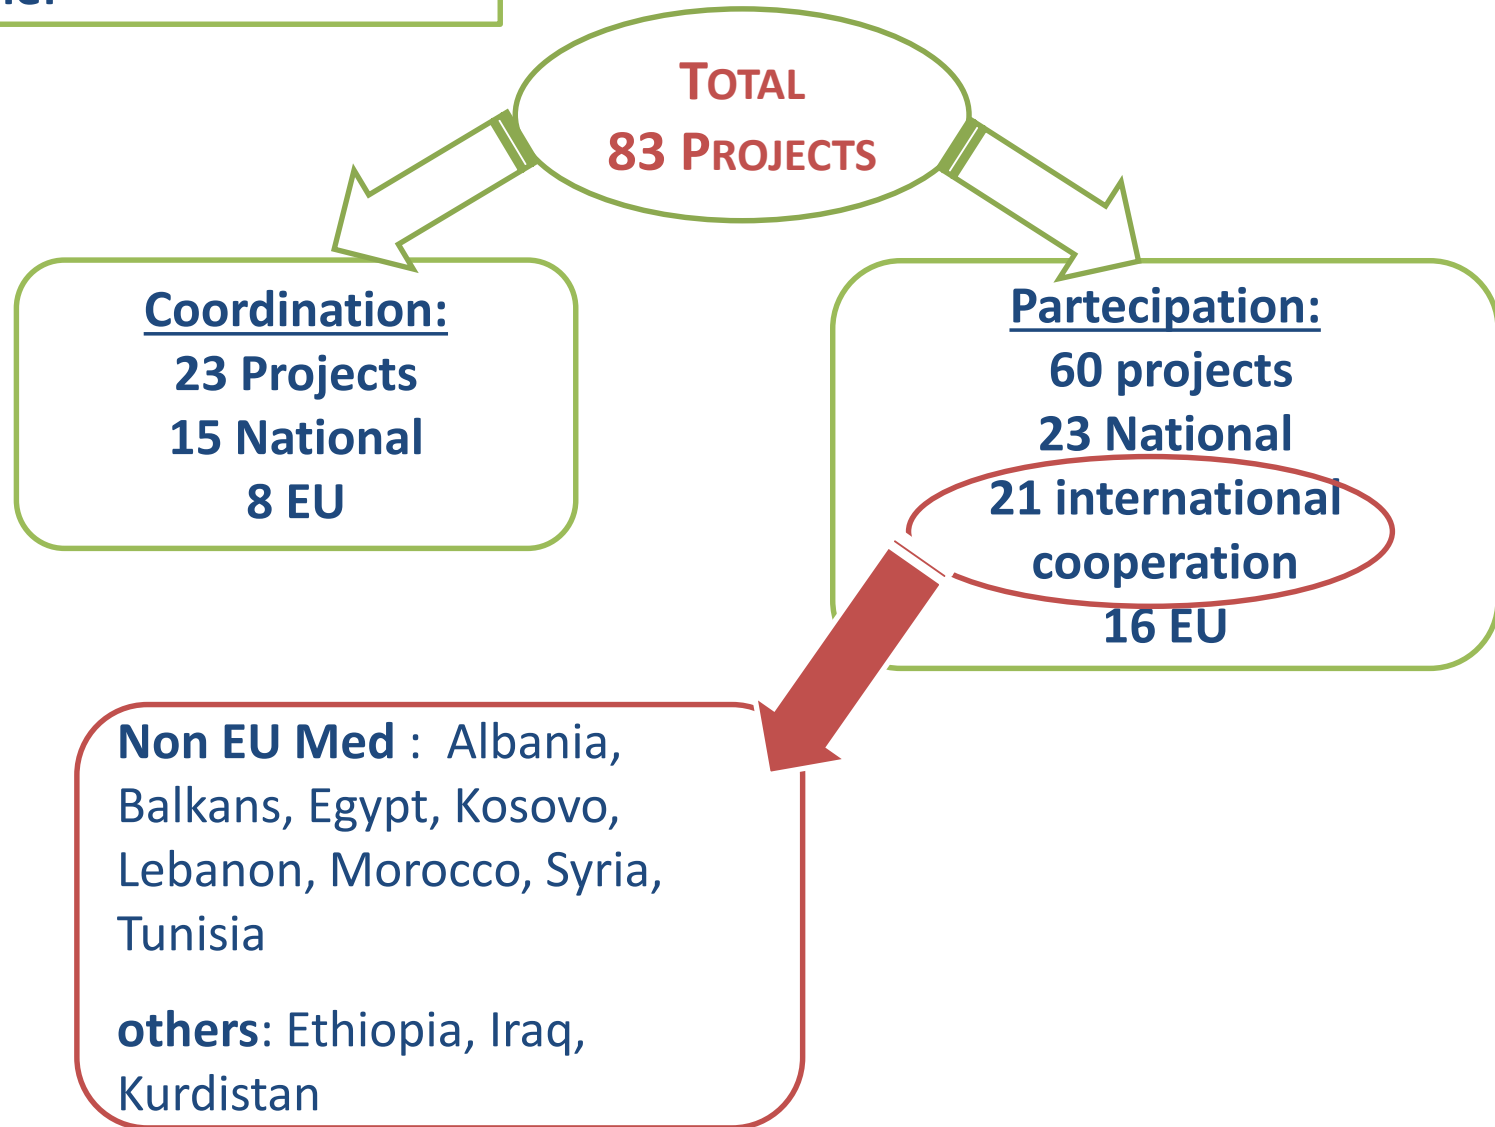 TOTAL
83 PROJECTS
Coordination:
23 Projects
15 National
8 EU
Partecipation:
60 projects
23 National
21 international
cooperation
16 EU
Non EU Med : Albania,
Balkans, Egypt, Kosovo,
Lebanon, Morocco, Syria,
Tunisia
others: Ethiopia, Iraq,
Kurdistan